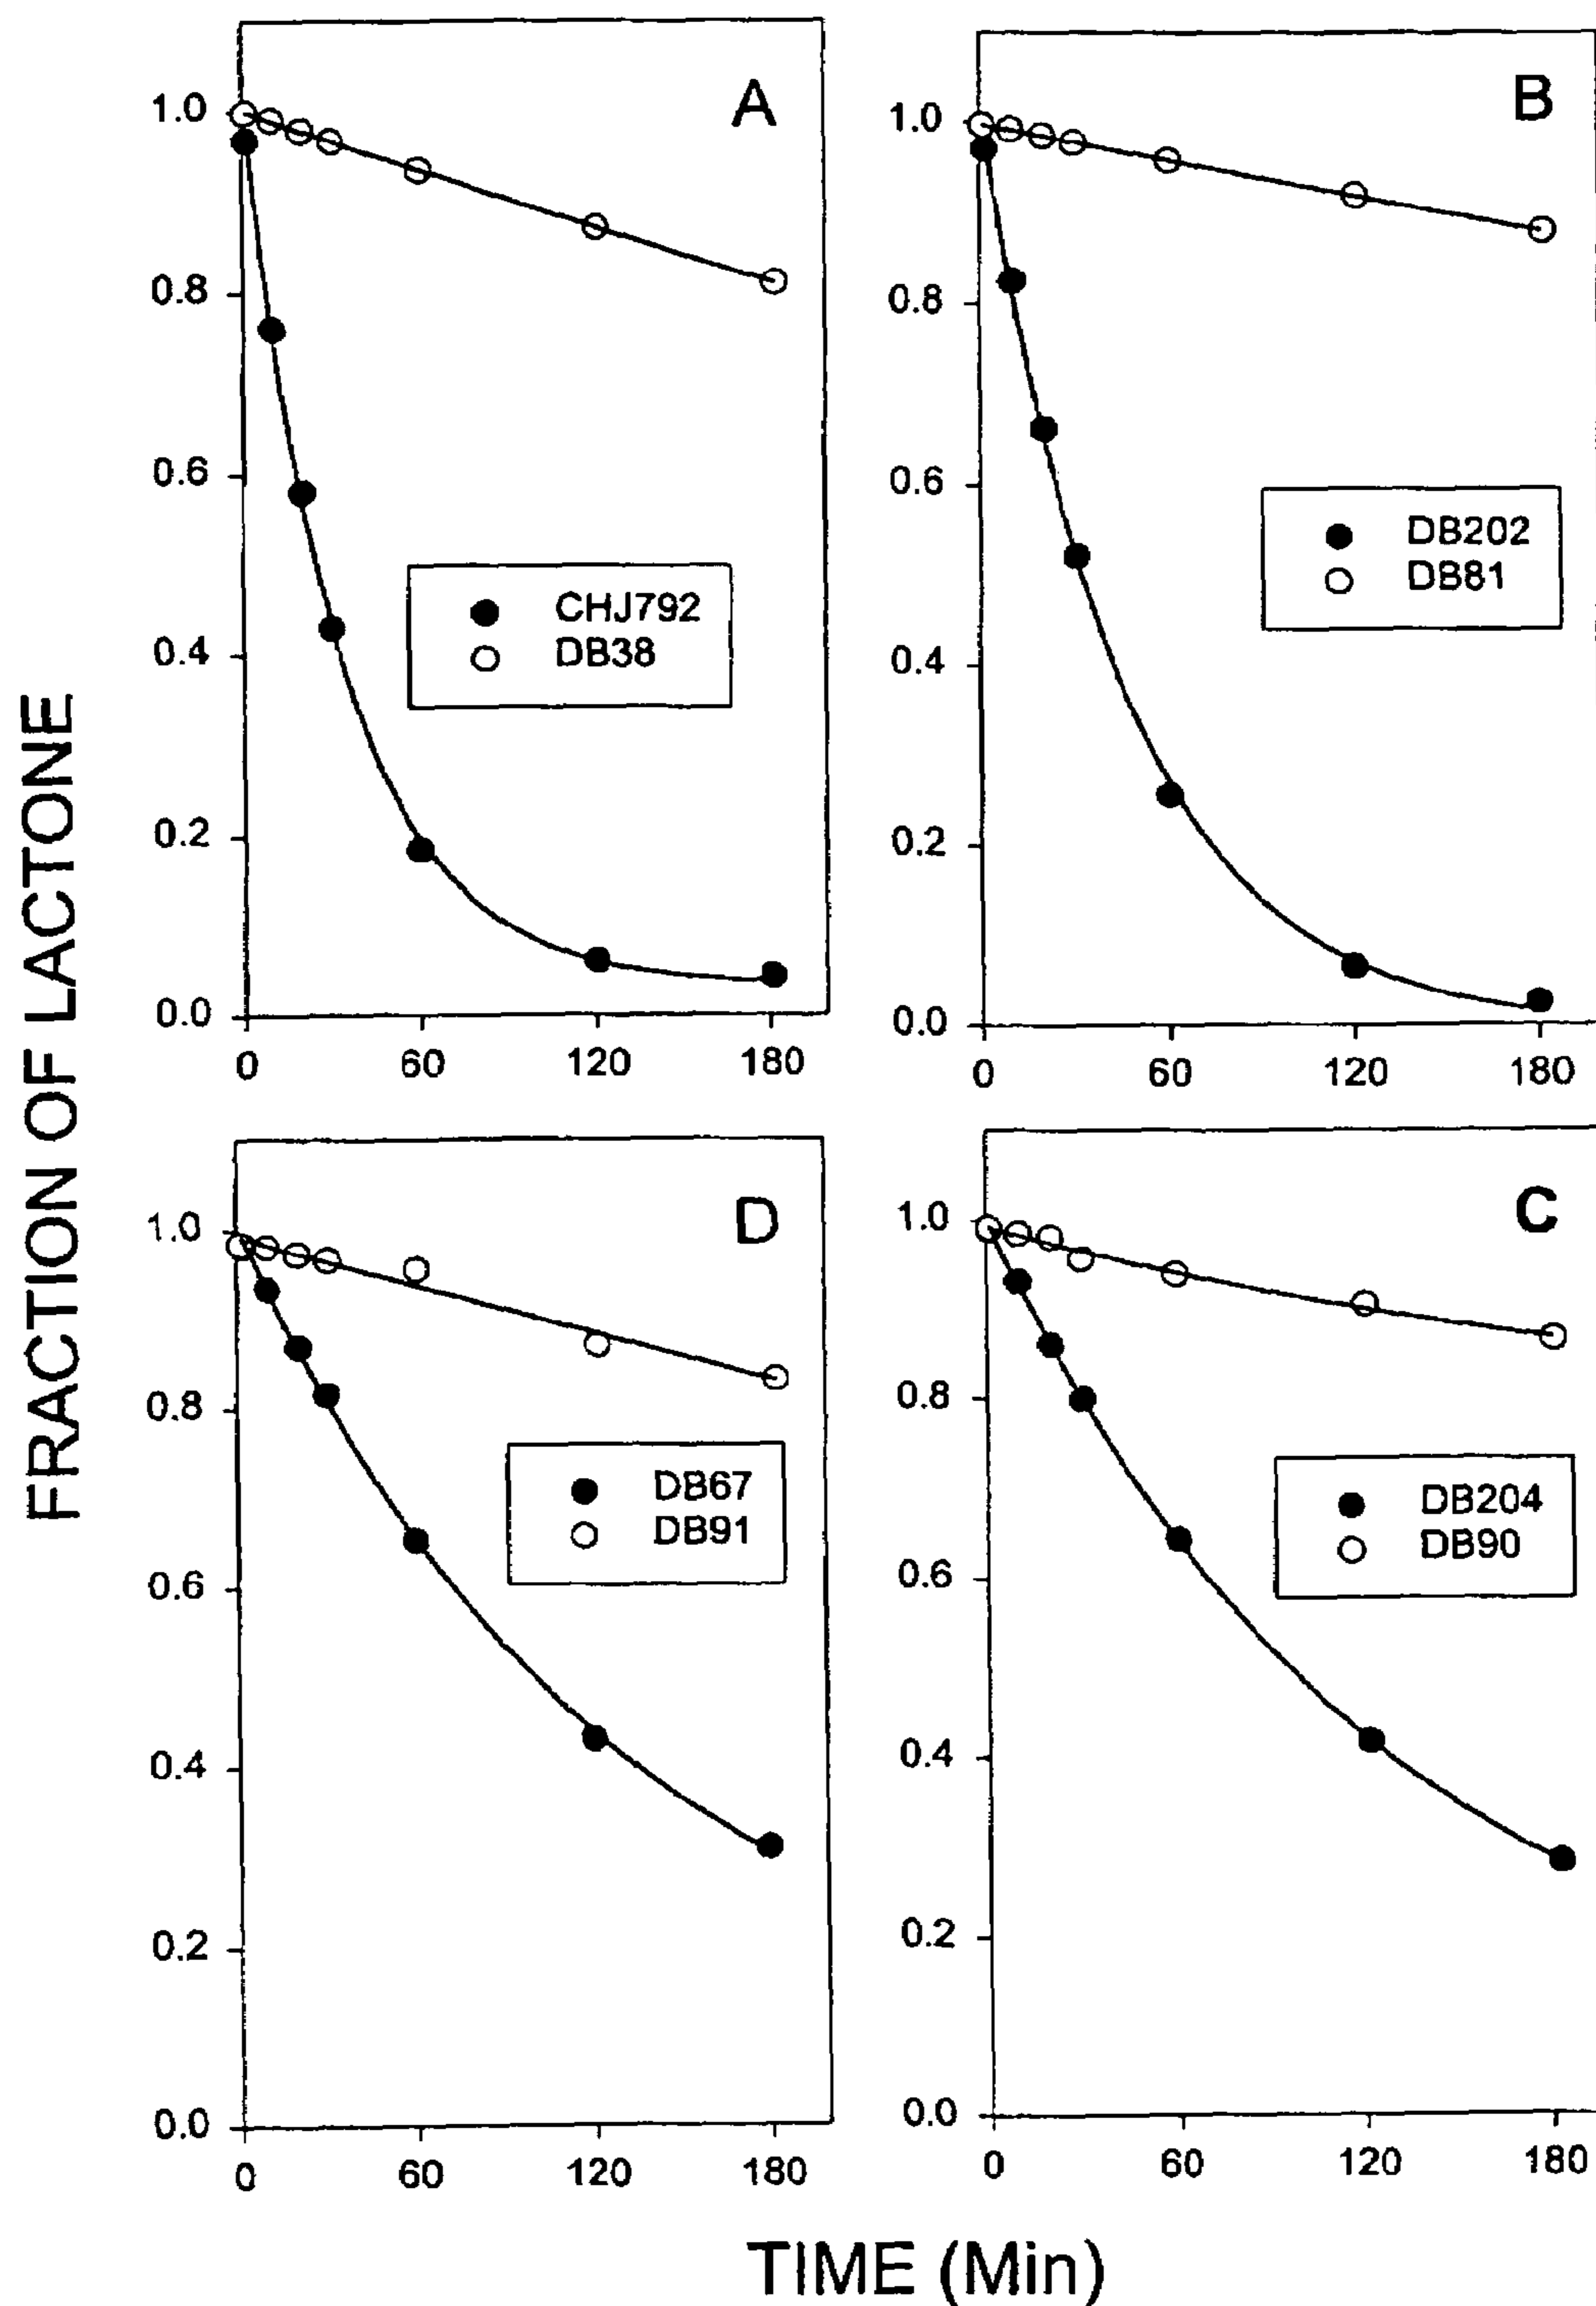 FRACTION OF LACTONE
A
1.0
0.8
0.6
0.4
0.2
0.0
0 60 120 180
CHJ792
DB38
B
1.0
0.8
0.6
0.4
0.2
0.0
0 60 120 180
DB202
DB81
D
1.0
0.8
0.6
0.4
0.2
0.0
0 60 120 180
DB67
DB91
C
1.0
0.8
0.6
0.4
0.2
0.0
0 60 120 180
DB204
DB90
TIME (Min)